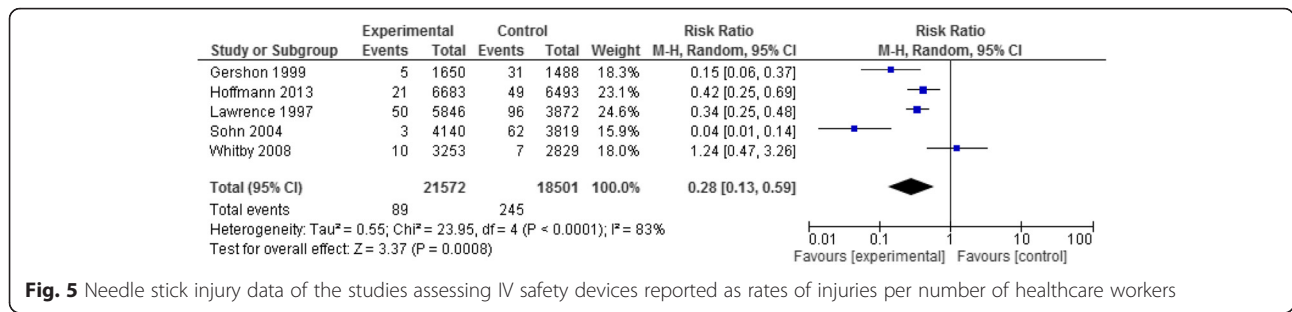 Experimental Control Risk Ratio Risk Ratio
Study or Subgroup Events Total Events Total Weight M-H, Random, 95% CI M-H, Random, 95% CI
Gershon 1999 5 1650 31 1488 18.3% 0.15 [0.06, 0.37]
Hoffmann 2013 21 6683 49 6493 23.1% 0.42 [0.25, 0.69]
Lawrence 1997 50 5846 96 3872 24.6% 0.34 [0.25, 0.48]
Sohn 2004 3 4140 62 3819 15.9% 0.04 [0.01, 0.14]
Whitby 2008 10 3253 7 2829 18.0% 1.24 [0.47, 3.26]
Total (95% CI) 21572 18501 100.0% 0.28 [0.13, 0.59]
Total events 89 245
Heterogeneity: Tau² = 0.55; Chi² = 23.95, df = 4 (P < 0.0001); I² = 83%
Test for overall effect: Z = 3.37 (P = 0.0008)
0.01 0.1 1 10 100
Favours [experimental] Favours [control]
Fig. 5 Needle stick injury data of the studies assessing IV safety devices reported as rates of injuries per number of healthcare workers